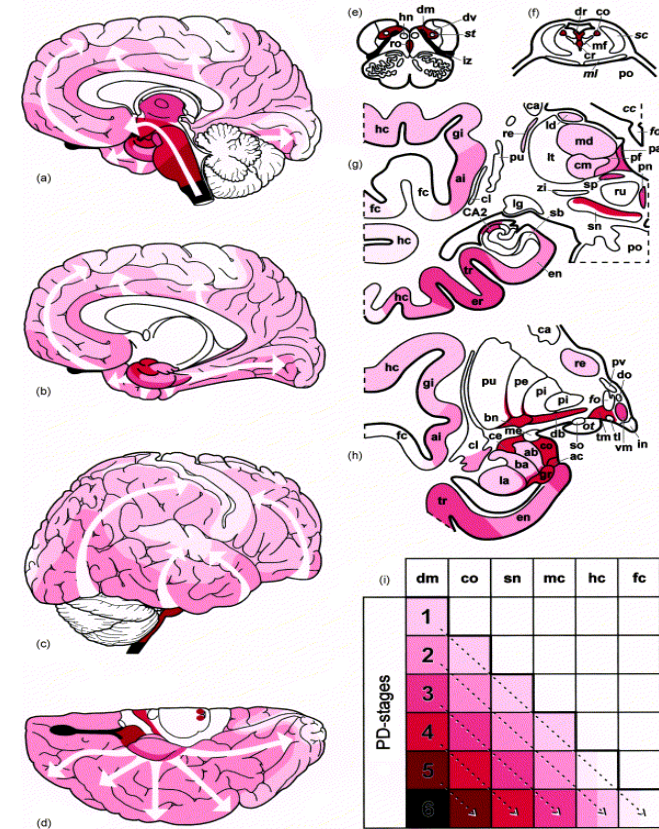 (a)
(b)
(c)
(d)
(e)
hn
dm
dv
st
ro
iz
(f)
dr
co
sc
mf
cr
ml
po
(g)
hc
gi
ai
fc
fc
hc
CA2
cl
pu
re
ca
ld
lt
md
cm
cc
fo
pa
pf
pn
zi
sp
ru
sn
po
lg
sb
tr
en
hc
er
(h)
hc
gi
ai
fc
cl
pu
pe
pi
pi
bn
me
ce
ca
re
pv
do
fo
ot
db
so
tm
tl
vm
in
co
ab
ac
ba
gr
la
tr
en
(i)
dm co sn mc hc fc
PD-stages
1
2
3
4
5
6